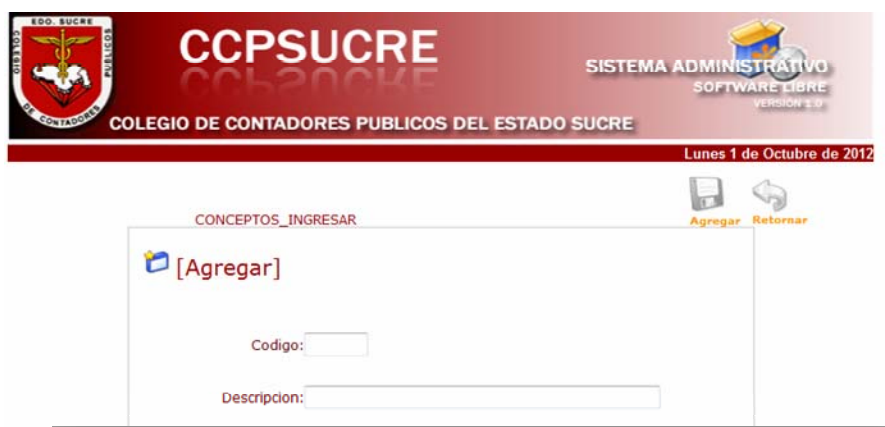 EDO. SUCRE
COLEGIO
PUBLICOS
DE CONTADORES
CCPSUCRE
SISTEMA ADMINISTRATIVO
SOFTWARE LIBRE
VERSIÓN 1.0
COLEGIO DE CONTADORES PUBLICOS DEL ESTADO SUCRE
Lunes 1 de Octubre de 2012
Agregar Retornar
CONCEPTOS_INGRESAR
[Agregar]
Codigo:
Descripcion: